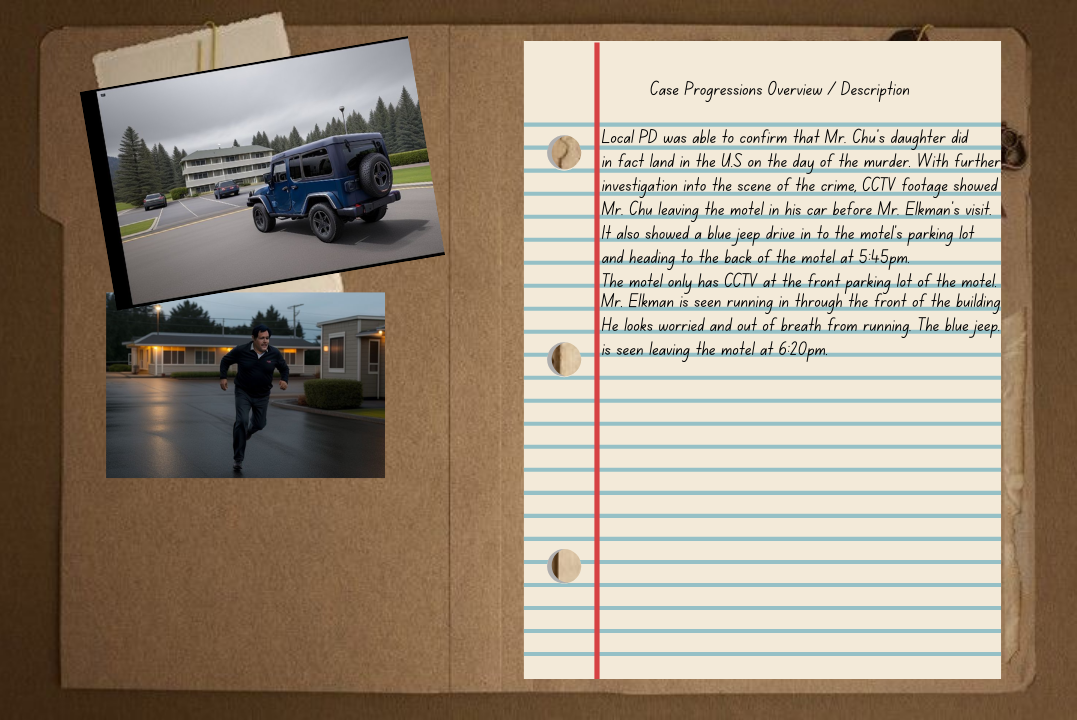 Case Progressions Overview / Description
Local PD was able to confirm that Mr. Chu's daughter did
in fact land in the U.S on the day of the murder. With further
investigation into the scene of the crime, CCTV footage showed
Mr. Chu leaving the motel in his car before Mr. Elkman's visit.
It also showed a blue jeep drive in to the motel's parking lot
and heading to the back of the motel at 5:45pm.
The motel only has CCTV at the front parking lot of the motel.
Mr. Elkman is seen running in through the front of the building
He looks worried and out of breath from running. The blue jeep
is seen leaving the motel at 6:20pm.